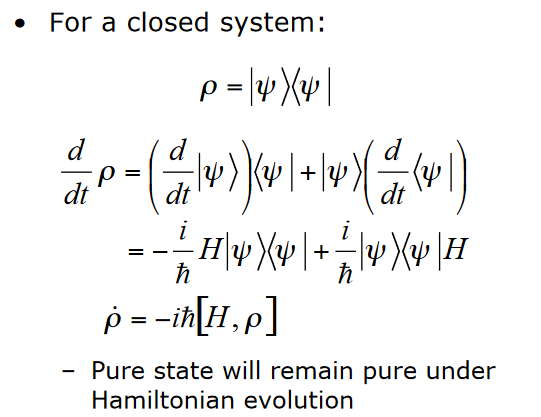 • For a closed system:
ρ = |ψ⟩⟨ψ|
d/dt ρ = (d/dt |ψ⟩)⟨ψ| + |ψ⟩(d/dt ⟨ψ|)
= −i/ħ H|ψ⟩⟨ψ| + i/ħ |ψ⟩⟨ψ|H
ρ̇ = −iħ[H, ρ]
– Pure state will remain pure under
Hamiltonian evolution